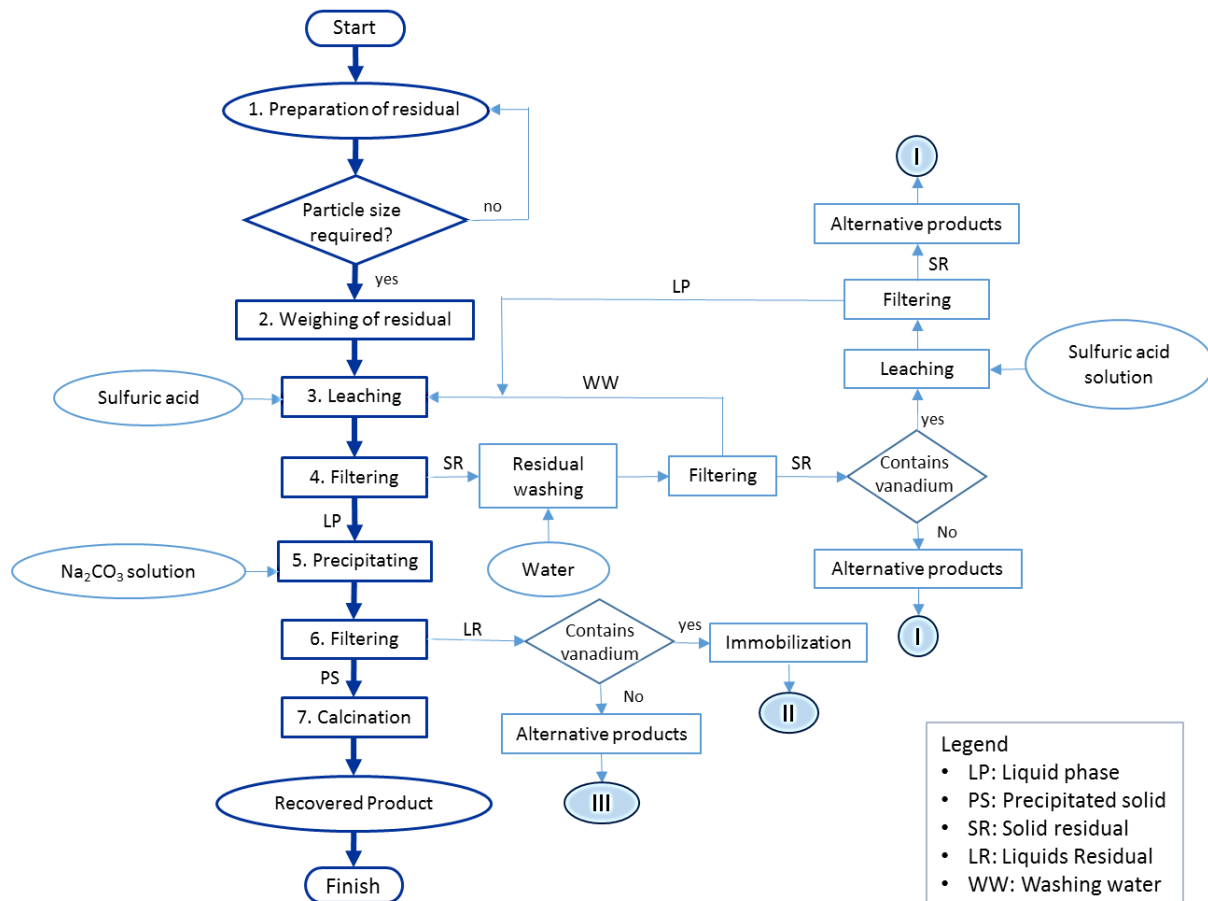 Start
1. Preparation of residual
Particle size
required?
no
yes
2. Weighing of residual
Sulfuric acid
3. Leaching
4. Filtering
SR
Residual
washing
Water
Filtering
WW
SR
Contains
vanadium
yes
Leaching
Sulfuric acid
solution
Filtering
LP
SR
Alternative products
I
No
Alternative products
I
LP
Na₂CO₃ solution
5. Precipitating
6. Filtering
LR
Contains
vanadium
yes
Immobilization
II
No
Alternative products
III
PS
7. Calcination
Recovered Product
Finish
Legend
• LP: Liquid phase
• PS: Precipitated solid
• SR: Solid residual
• LR: Liquids Residual
• WW: Washing water